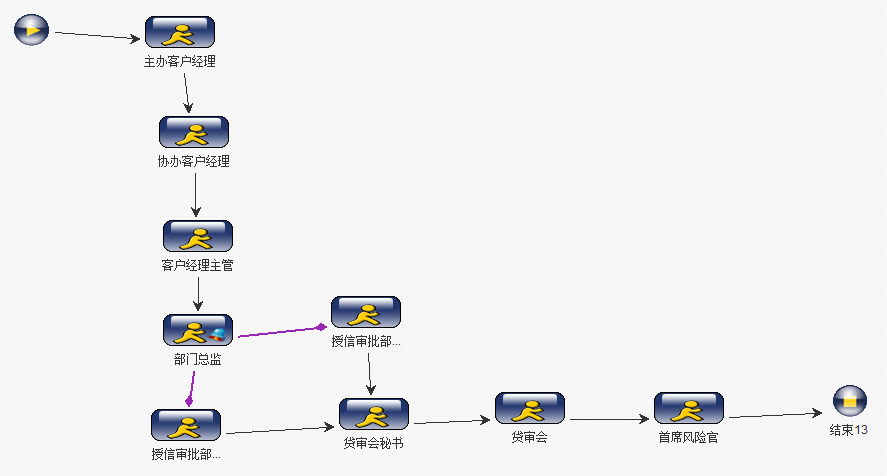 主办客户经理
协办客户经理
客户经理主管
部门总监
授信审批部...
授信审批部...
贷审会秘书
贷审会
首席风险官
结束13